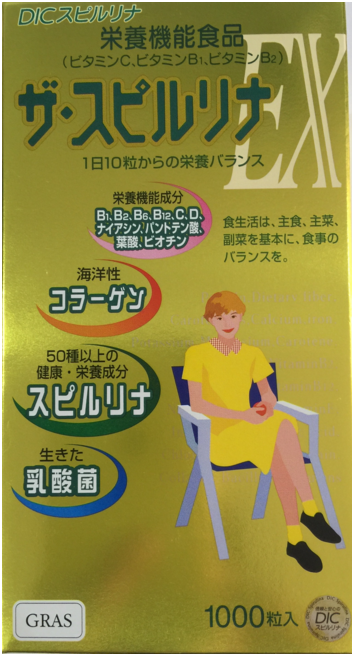 DICスピルリナ
栄養機能食品
（ビタミンC、ビタミンB1、ビタミンB2）
ザ・スピルリナ
EX
1日10粒からの栄養バランス
栄養機能成分
B1、B2、B6、B12、C、D、
ナイアシン、パントテン酸、
葉酸、ビオチン
食生活は、主食、主菜、
副菜を基本に、食事の
バランスを。
海洋性
コラーゲン
50種以上の
健康・栄養成分
スピルリナ
生きた
乳酸菌
GRAS
1000粒入
DIC
スピルリナ